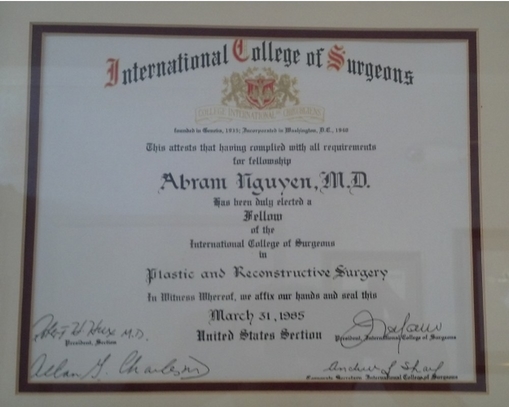 International College of Surgeons
founded in Geneva, 1935; Incorporated in Washington, D.C., 1940
This attests that having complied with all requirements
for fellowship
Abram Nguyen, M.D.
Has been duly elected a
Fellow
of the
International College of Surgeons
in
Plastic and Reconstructive Surgery
In Witness Whereof, we affix our hands and seal this
March 31, 1985
United States Section
M.D.
President, Section
President, International College of Surgeons
Corporate Secretary, International College of Surgeons